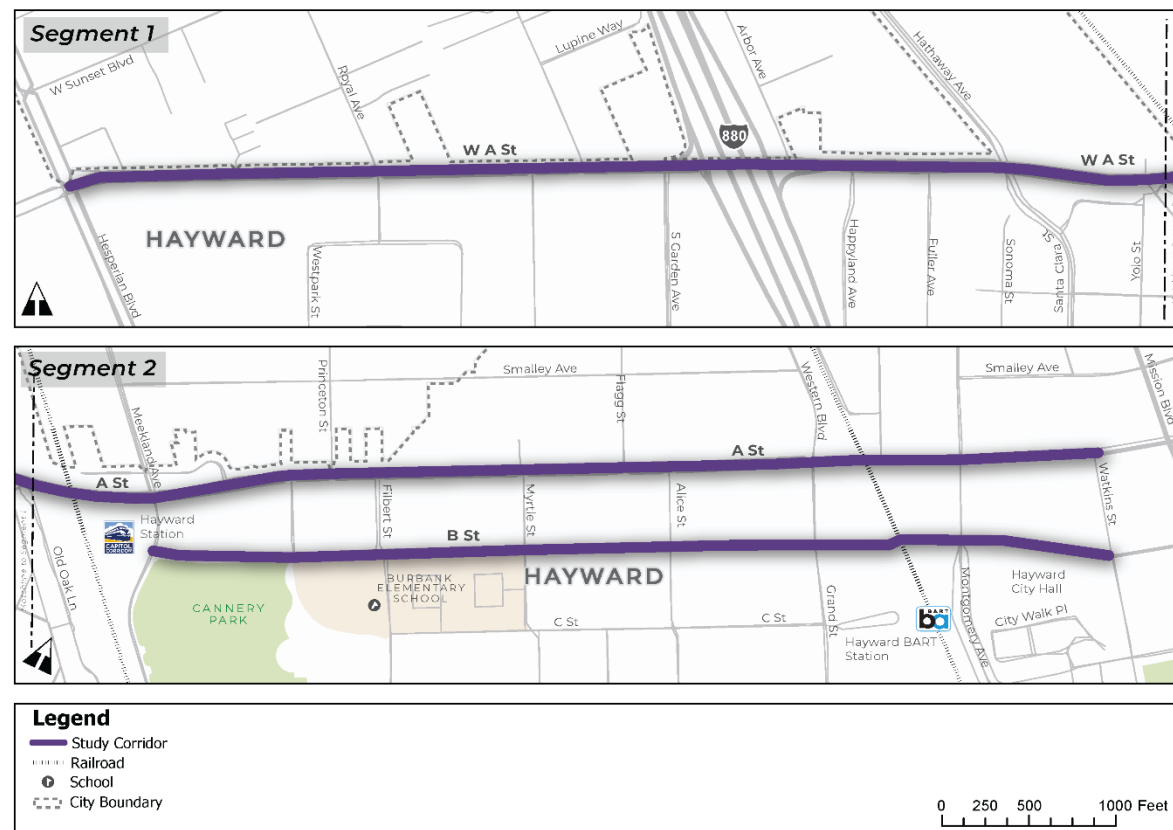 Segment 1
W Sunset Blvd
Royal Ave
Lupine Way
Arbor Ave
Hathaway Ave
880
W A St
W A St
HAYWARD
Hesperian Blvd
Westpark St
S Garden Ave
Happyland Ave
Fuller Ave
Sonoma St
Santa Clara St
Yolo St
Segment 2
Meekland Ave
Princeton St
Smalley Ave
Flagg St
Western Blvd
Smalley Ave
Mission Blvd
A St
A St
Watkins St
CAPITOL
CORRIDOR
Hayward
Station
Filbert St
Myrtle St
Alice St
B St
Old Oak Ln
CANNERY
PARK
BURBANK
ELEMENTARY
SCHOOL
HAYWARD
C St
C St
Grand St
BART
ba
Hayward BART
Station
Montgomery Ave
Hayward
City Hall
City Walk Pl
Legend
Study Corridor
Railroad
School
City Boundary
0 250 500 1000 Feet